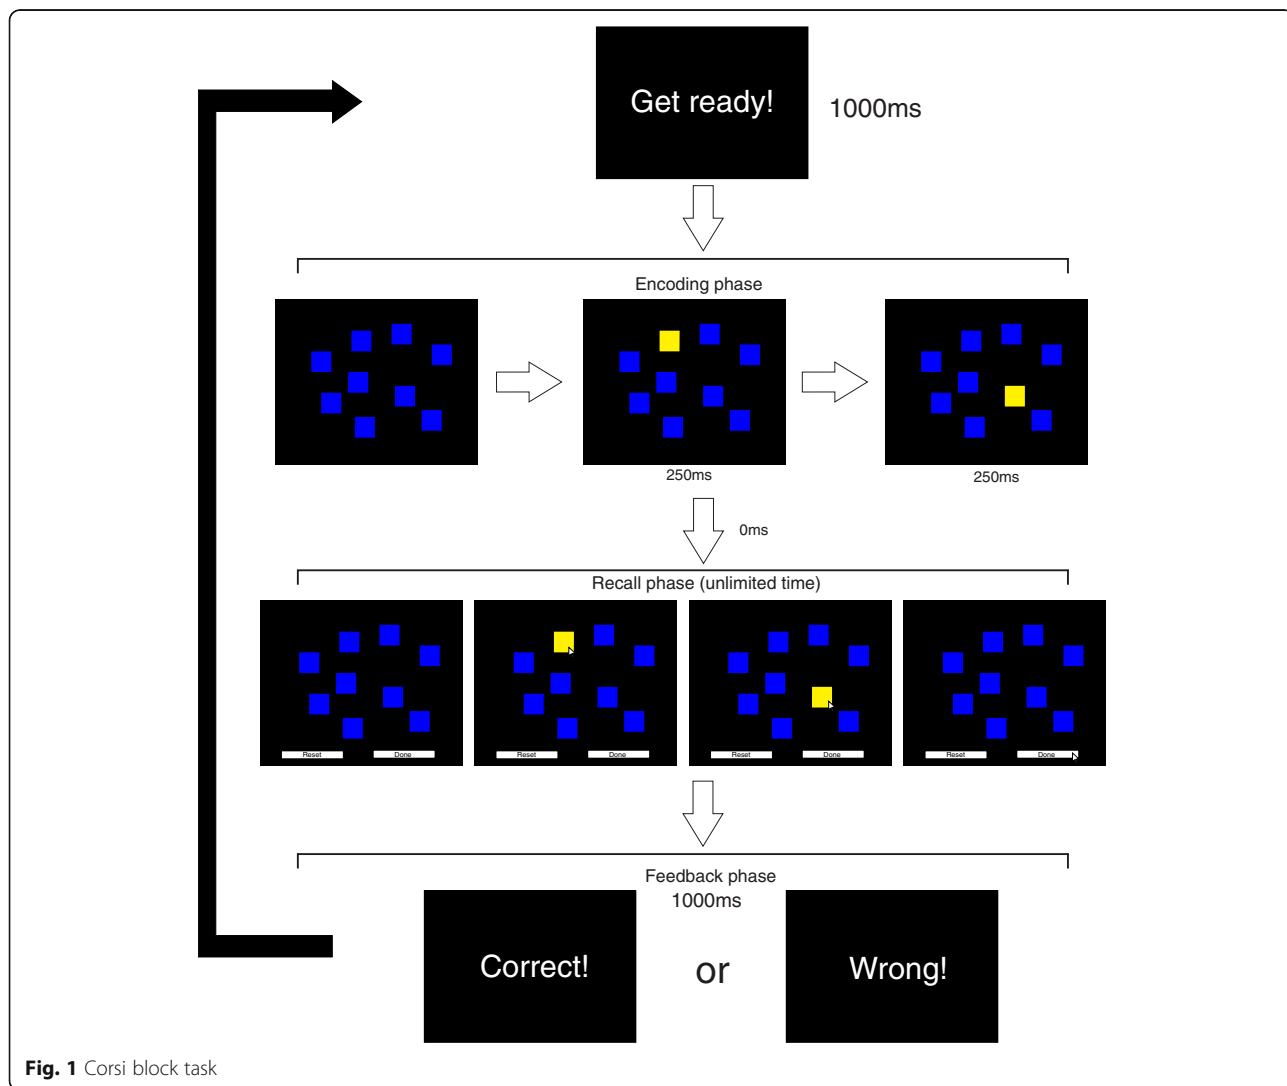 Get ready!
1000ms
Encoding phase
250ms
250ms
0ms
Recall phase (unlimited time)
Reset
Done
Reset
Done
Reset
Done
Reset
Done
Feedback phase
1000ms
Correct!
or
Wrong!
Fig. 1 Corsi block task